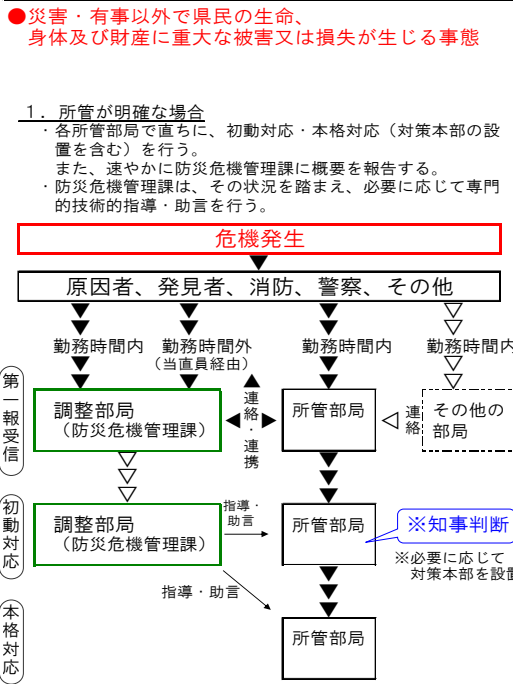 ●災害・有事以外で県民の生命、
身体及び財産に重大な被害又は損失が生じる事態
１．所管が明確な場合
・各所管部局で直ちに、初動対応・本格対応（対策本部の設
置を含む）を行う。
また、速やかに防災危機管理課に概要を報告する。
・防災危機管理課は、その状況を踏まえ、必要に応じて専門
的技術的指導・助言を行う。
危機発生
原因者、発見者、消防、警察、その他
勤務時間内
勤務時間外
（当直員経由）
勤務時間内
勤務時間内
第一報受信
調整部局
（防災危機管理課）
連絡・連携
所管部局
連絡
その他の
部局
初動対応
調整部局
（防災危機管理課）
指導・
助言
所管部局
※知事判断
※必要に応じて
対策本部を設置
指導・助言
本格対応
所管部局